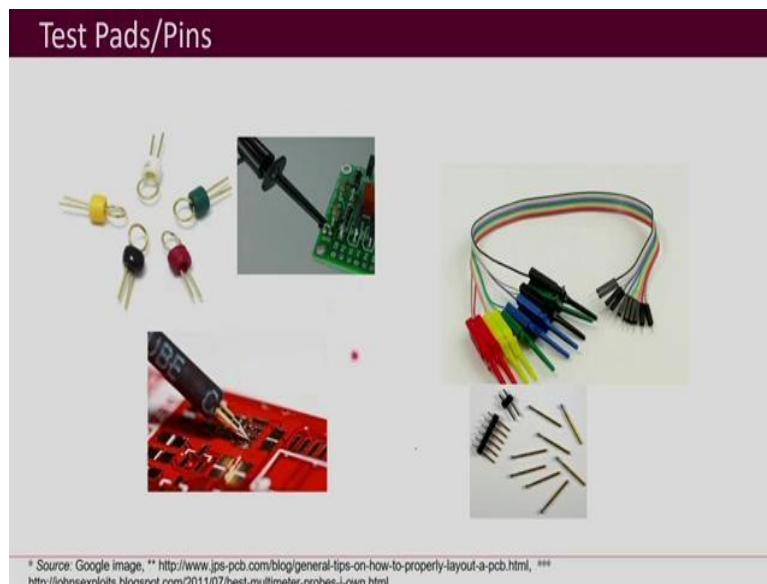 Test Pads/Pins
OBE
C
* Source: Google image, ** http://www.jps-pcb.com/blog/general-tips-on-how-to-properly-layout-a-pcb.html, ***
http://johnsexploits.blogspot.com/2011/07/best-multimeter-probes-i-own.html